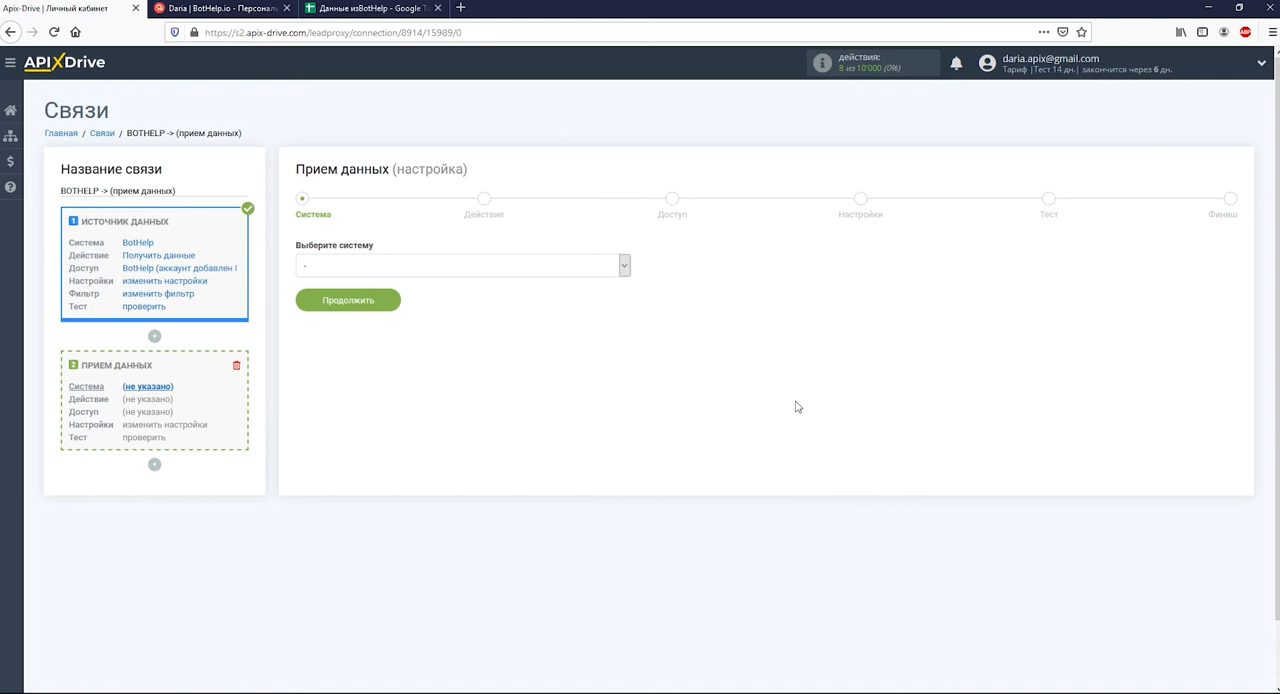 Apix-Drive | Личный кабинет
Daria | BotHelp.io - Персональ
Данные изBotHelp - Google Т
https://s2.apix-drive.com/leadproxy/connection/8914/15989/0
ABP
APIXDrive
действия:
8 из 10'000 (0%)
daria.apix@gmail.com
Тариф |Тест 14 дн.| закончится через 6 дн.
Связи
Главная / Связи / BOTHELP -> (прием данных)
Название связи
BOTHELP -> (прием данных)
1 ИСТОЧНИК ДАННЫХ
Система BotHelp
Действие Получить данные
Доступ BotHelp (аккаунт добавлен
Настройки изменить настройки
Фильтр изменить фильтр
Тест проверить
2 ПРИЕМ ДАННЫХ
Система (не указано)
Действие (не указано)
Доступ (не указано)
Настройки изменить настройки
Тест проверить
Прием данных (настройка)
Система Действие Доступ Настройки Тест Финиш
Выберите систему
-
Продолжить